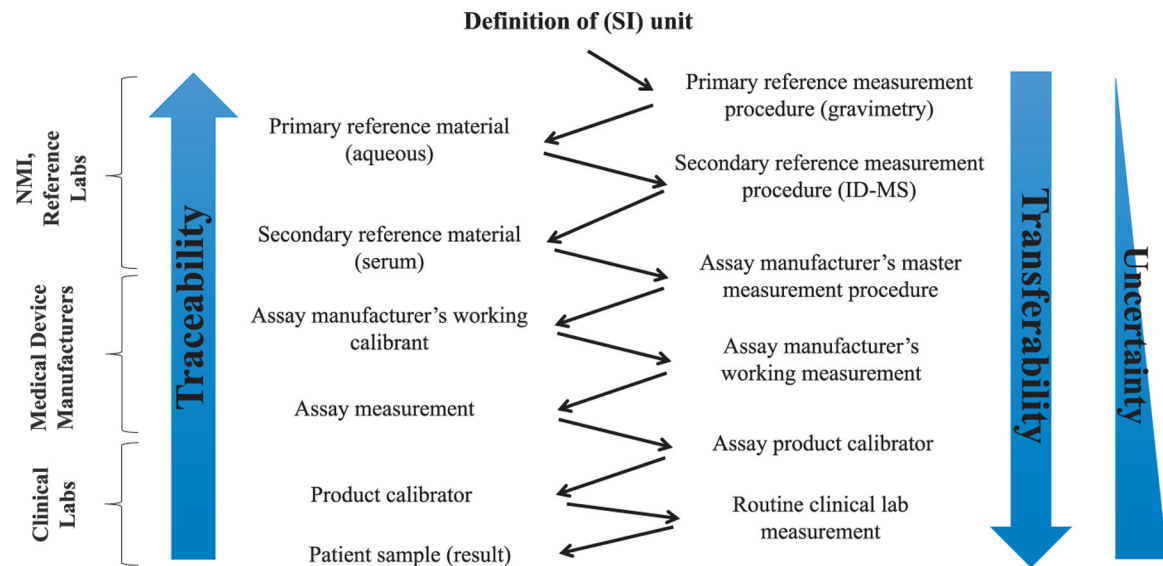 Definition of (SI) unit
Primary reference measurement
procedure (gravimetry)
Primary reference material
(aqueous)
Secondary reference measurement
procedure (ID-MS)
Secondary reference material
(serum)
Assay manufacturer's master
measurement procedure
Assay manufacturer's working
calibrant
Assay manufacturer's
working measurement
Assay measurement
Assay product calibrator
Product calibrator
Routine clinical lab
measurement
Patient sample (result)
NMI,
Reference
Labs
Medical Device
Manufacturers
Clinical
Labs
Traceability
Transferability
Uncertainty